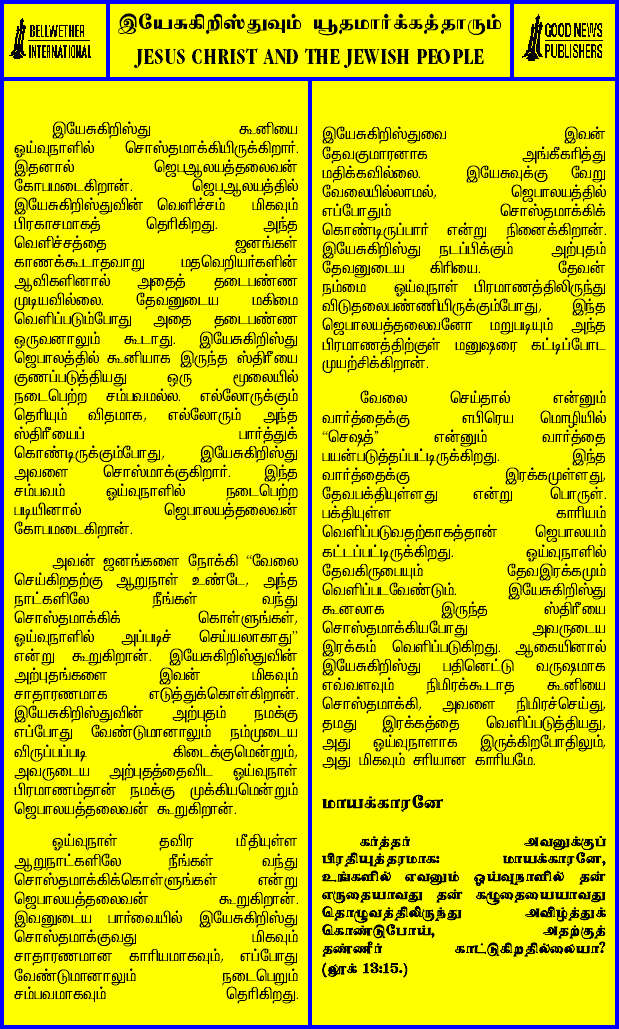 BELLWETHER
INTERNATIONAL
இயேசுகிறிஸ்துவும் யூதமார்க்கத்தாரும்
JESUS CHRIST AND THE JEWISH PEOPLE
GOOD NEWS
PUBLISHERS
இயேசுகிறிஸ்து கூனியை
ஓய்வுநாளில் சொஸ்தமாக்கியிருக்கிறார்.
இதனால் ஜெபஆலயத்தலைவன்
கோபமடைகிறான். ஜெபஆலயத்தில்
இயேசுகிறிஸ்துவின் வெளிச்சம் மிகவும்
பிரகாசமாகத் தெரிகிறது. அந்த
வெளிச்சத்தை ஜனங்கள்
காணக்கூடாதவாறு மதவெறியர்களின்
ஆவிகளினால் அதைத் தடைபண்ண
முடியவில்லை. தேவனுடைய மகிமை
வெளிப்படும்போது அதை தடைபண்ண
ஒருவனாலும் கூடாது. இயேசுகிறிஸ்து
ஜெபாலத்தில் கூனியாக இருந்த ஸ்திரீயை
குணப்படுத்தியது ஒரு மூலையில்
நடைபெற்ற சம்பவமல்ல. எல்லோருக்கும்
தெரியும் விதமாக, எல்லோரும் அந்த
ஸ்திரீயைப் பார்த்துக்
கொண்டிருக்கும்போது, இயேசுகிறிஸ்து
அவளை சொஸ்மாக்குகிறார். இந்த
சம்பவம் ஓய்வுநாளில் நடைபெற்ற
படியினால் ஜெபாலயத்தலைவன்
கோபமடைகிறான்.
அவன் ஜனங்களை நோக்கி “வேலை
செய்கிறதற்கு ஆறுநாள் உண்டே, அந்த
நாட்களிலே நீங்கள் வந்து
சொஸ்தமாக்கிக் கொள்ளுங்கள்,
ஓய்வுநாளில் அப்படிச் செய்யலாகாது”
என்று கூறுகிறான். இயேசுகிறிஸ்துவின்
அற்புதங்களை இவன் மிகவும்
சாதாரணமாக எடுத்துக்கொள்கிறான்.
இயேசுகிறிஸ்துவின் அற்புதம் நமக்கு
எப்போது வேண்டுமானாலும் நம்முடைய
விருப்பப்படி கிடைக்குமென்றும்,
அவருடைய அற்புதத்தைவிட ஓய்வுநாள்
பிரமாணம்தான் நமக்கு முக்கியமென்றும்
ஜெபாலயத்தலைவன் கூறுகிறான்.
ஓய்வுநாள் தவிர மீதியுள்ள
ஆறுநாட்களிலே நீங்கள் வந்து
சொஸ்தமாக்கிக்கொள்ளுங்கள் என்று
ஜெபாலயத்தலைவன் கூறுகிறான்.
இவனுடைய பார்வையில் இயேசுகிறிஸ்து
சொஸ்தமாக்குவது மிகவும்
சாதாரணமான காரியமாகவும், எப்போது
வேண்டுமானாலும் நடைபெறும்
சம்பவமாகவும் தெரிகிறது.
இயேசுகிறிஸ்துவை இவன்
தேவகுமாரனாக அங்கீகரித்து
மதிக்கவில்லை. இயேசுவுக்கு வேறு
வேலையில்லாமல், ஜெபாலயத்தில்
எப்போதும் சொஸ்தமாக்கிக்
கொண்டிருப்பார் என்று நினைக்கிறான்.
இயேசுகிறிஸ்து நடப்பிக்கும் அற்புதம்
தேவனுடைய கிரியை. தேவன்
நம்மை ஓய்வுநாள் பிரமாணத்திலிருந்து
விடுதலைபண்ணியிருக்கும்போது, இந்த
ஜெபாலயத்தலைவனோ மறுபடியும் அந்த
பிரமாணத்திற்குள் மனுஷரை கட்டிப்போட
முயற்சிக்கிறான்.
வேலை செய்தால் என்னும்
வார்த்தைக்கு எபிரெய மொழியில்
“செஷத்” என்னும் வார்த்தை
பயன்படுத்தப்பட்டிருக்கிறது. இந்த
வார்த்தைக்கு இரக்கமுள்ளது,
தேவபக்தியுள்ளது என்று பொருள்.
பக்தியுள்ள காரியம்
வெளிப்படுவதற்காகத்தான் ஜெபாலயம்
கட்டப்பட்டிருக்கிறது. ஓய்வுநாளில்
தேவகிருபையும் தேவஇரக்கமும்
வெளிப்படவேண்டும். இயேசுகிறிஸ்து
கூனலாக இருந்த ஸ்திரீயை
சொஸ்தமாக்கியபோது அவருடைய
இரக்கம் வெளிப்படுகிறது. ஆகையினால்
இயேசுகிறிஸ்து பதினெட்டு வருஷமாக
எவ்வளவும் நிமிரக்கூடாத கூனியை
சொஸ்தமாக்கி, அவளை நிமிரச்செய்து,
தமது இரக்கத்தை வெளிப்படுத்தியது,
அது ஓய்வுநாளாக இருக்கிறபோதிலும்,
அது மிகவும் சரியான காரியமே.
மாயக்காரனே
கர்த்தர் அவனுக்குப்
பிரதியுத்தரமாக: மாயக்காரனே,
உங்களில் எவனும் ஓய்வுநாளில் தன்
எருதையாவது தன் கழுதையையாவது
தொழுவத்திலிருந்து அவிழ்த்துக்
கொண்டுபோய், அதற்குத்
தண்ணீர் காட்டுகிறதில்லையா?
(லூக் 13:15.)